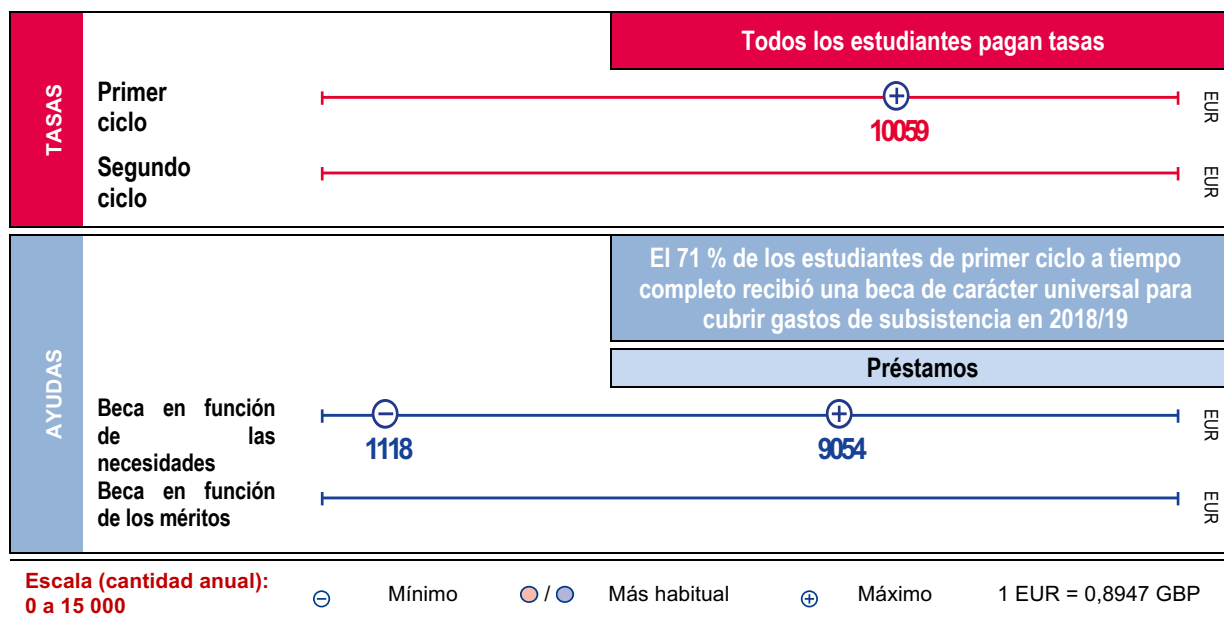 Todos los estudiantes pagan tasas
TASAS
Primer
ciclo
10059
EUR
Segundo
ciclo
EUR
El 71 % de los estudiantes de primer ciclo a tiempo
completo recibió una beca de carácter universal para
cubrir gastos de subsistencia en 2018/19
Préstamos
AYUDAS
Beca en función
de las
necesidades
1118
9054
EUR
Beca en función
de los méritos
EUR
Escala (cantidad anual):
0 a 15 000
Mínimo
/
Más habitual
Máximo
1 EUR = 0,8947 GBP